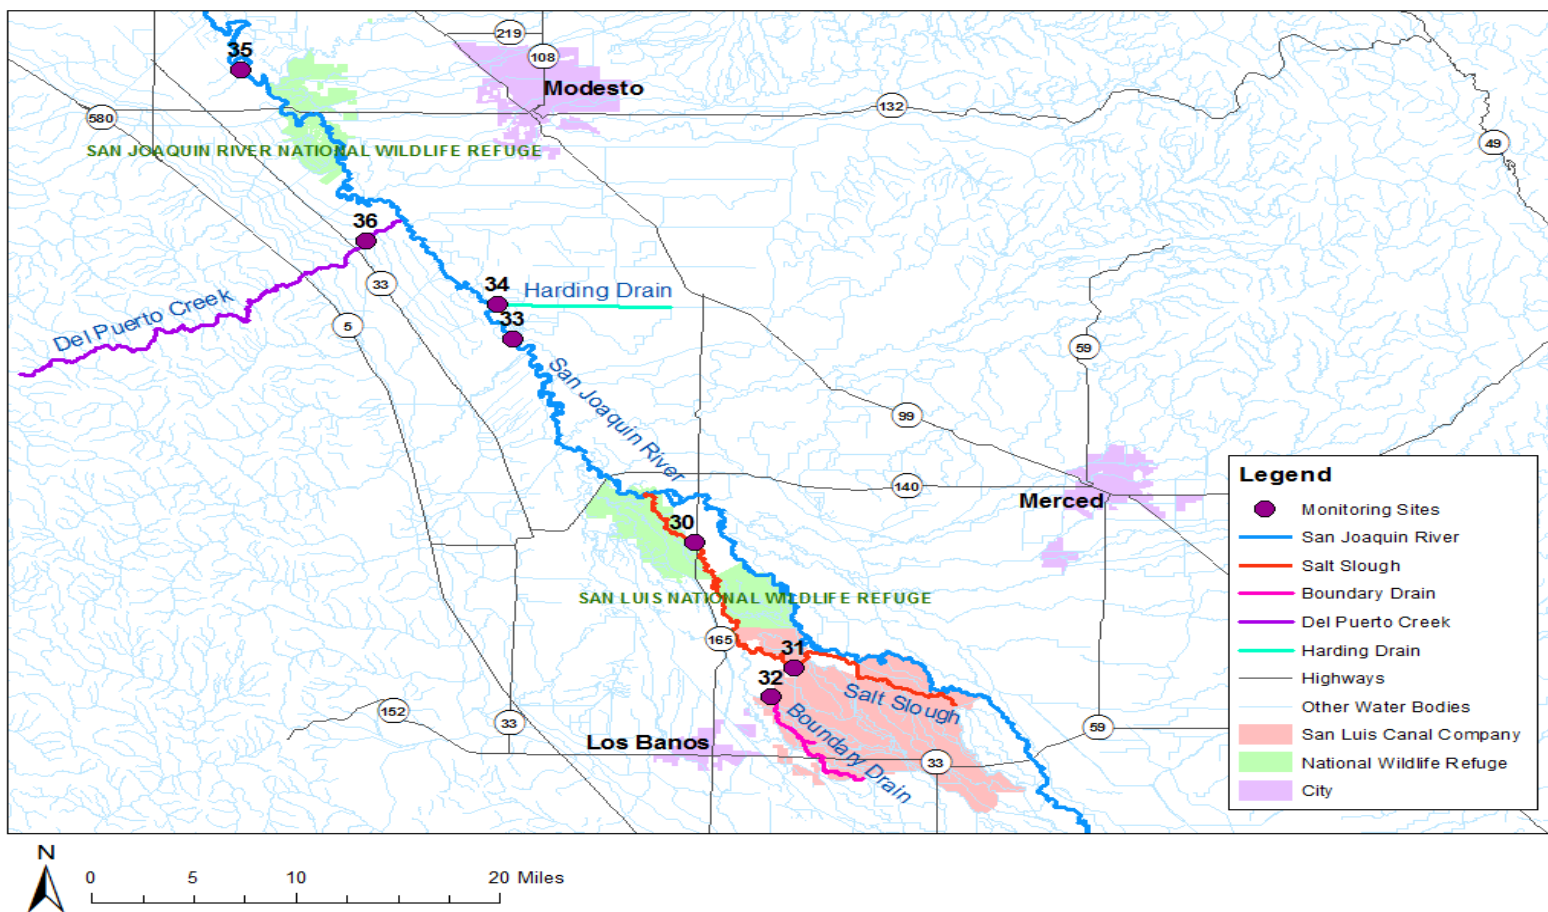 219
108
35
Modesto
132
580
49
SAN JOAQUIN RIVER NATIONAL WILDLIFE REFUGE
36
33
34
Harding Drain
Del Puerto Creek
5
33
San Joaquin River
59
99
140
Merced
30
SAN LUIS NATIONAL WILDLIFE REFUGE
165
31
32
Salt Slough
152
33
Los Banos
Boundary Drain
33
59
Legend
Monitoring Sites
San Joaquin River
Salt Slough
Boundary Drain
Del Puerto Creek
Harding Drain
Highways
Other Water Bodies
San Luis Canal Company
National Wildlife Refuge
City
N
0 5 10 20 Miles